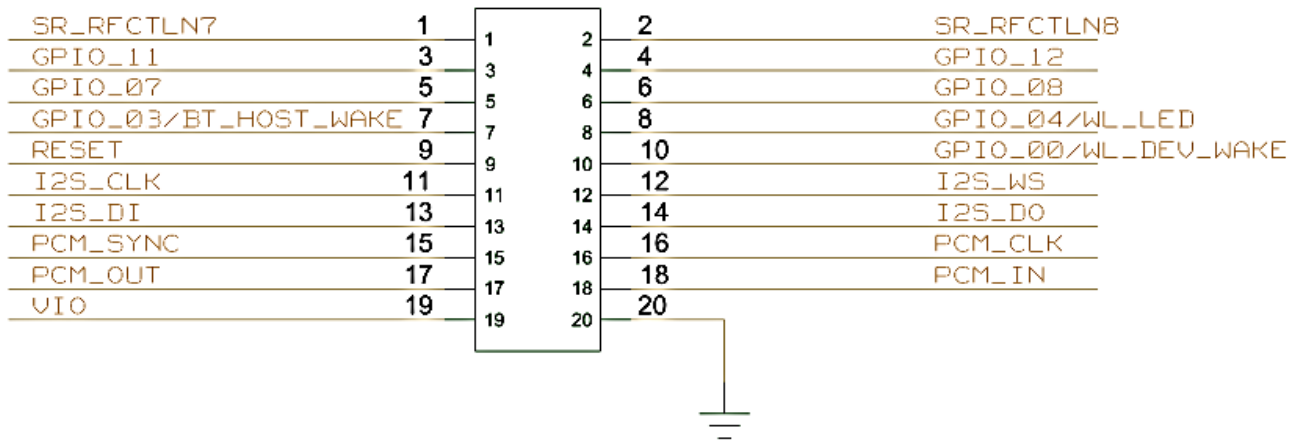 SR_RFCTLN7 1 1 2 2 SR_RFCTLN8
GPIO_11 3 3 4 4 GPIO_12
GPIO_07 5 5 6 6 GPIO_08
GPIO_03/BT_HOST_WAKE 7 7 8 8 GPIO_04/WL_LED
RESET 9 9 10 10 GPIO_00/WL_DEV_WAKE
I2S_CLK 11 11 12 12 I2S_WS
I2S_DI 13 13 14 14 I2S_DO
PCM_SYNC 15 15 16 16 PCM_CLK
PCM_OUT 17 17 18 18 PCM_IN
VIO 19 19 20 20